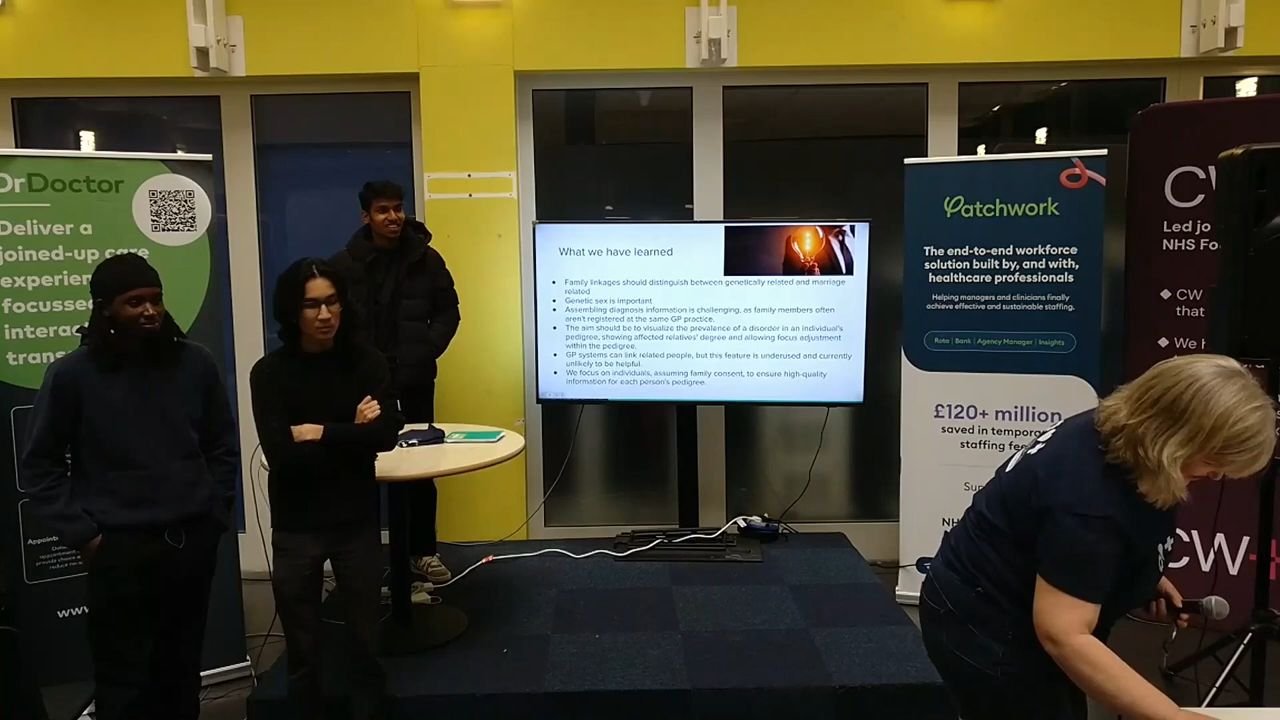 DrDoctor
Deliver a
joined-up care
experien
focusse
intera
trans
Appoint
www
What we have learned
• Family linkages should distinguish between genetically related and marriage
related
• Genetic sex is important
• Assembling diagnosis information is challenging, as family members often
aren't registered at the same GP practice.
• The aim should be to visualize the prevalence of a disorder in an individual's
pedigree, showing affected relatives' degree and allowing focus adjustment
within the pedigree.
• GP systems can link related people, but this feature is underused and currently
unlikely to be helpful.
• We focus on individuals, assuming family consent, to ensure high-quality
information for each person's pedigree.
Patchwork
The end-to-end workforce
solution built by, and with,
healthcare professionals
Helping managers and clinicians finally
achieve effective and sustainable staffing.
Rota | Bank | Agency Manager | Insights
£120+ million
saved in tempora
staffing fee
Sup
NH
CW
Led jo
NHS Fo
CW
that
We h
CW+